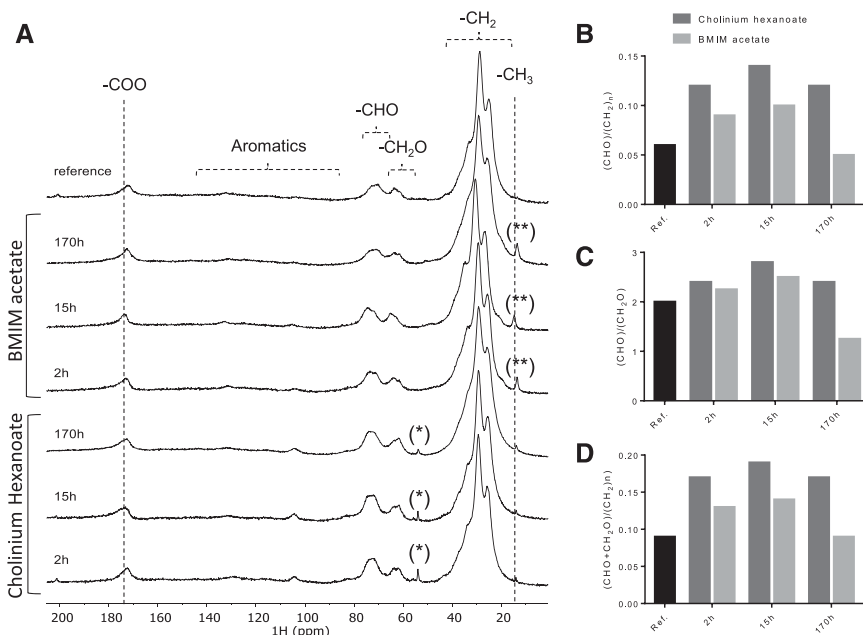 A
-CH2
-COO
-CH3
-CHO
-CH2O
Aromatics
reference
170h
(**)
15h
(**)
2h
(**)
BMIM acetate
170h
(*)
15h
(*)
2h
(*)
Cholinium Hexanoate
200 180 160 140 120 100 80 60 40 20
1H (ppm)
Cholinium hexanoate
BMIM acetate
B
(CHO)/(CH2)n
0.15
0.10
0.05
0.00
Ref. 2h 15h 170h
C
(CHO)/(CH2O)
3
2
1
0
Ref. 2h 15h 170h
D
(CHO+CH2O)/(CH2)n)
0.20
0.15
0.10
0.05
0.00
Ref. 2h 15h 170h